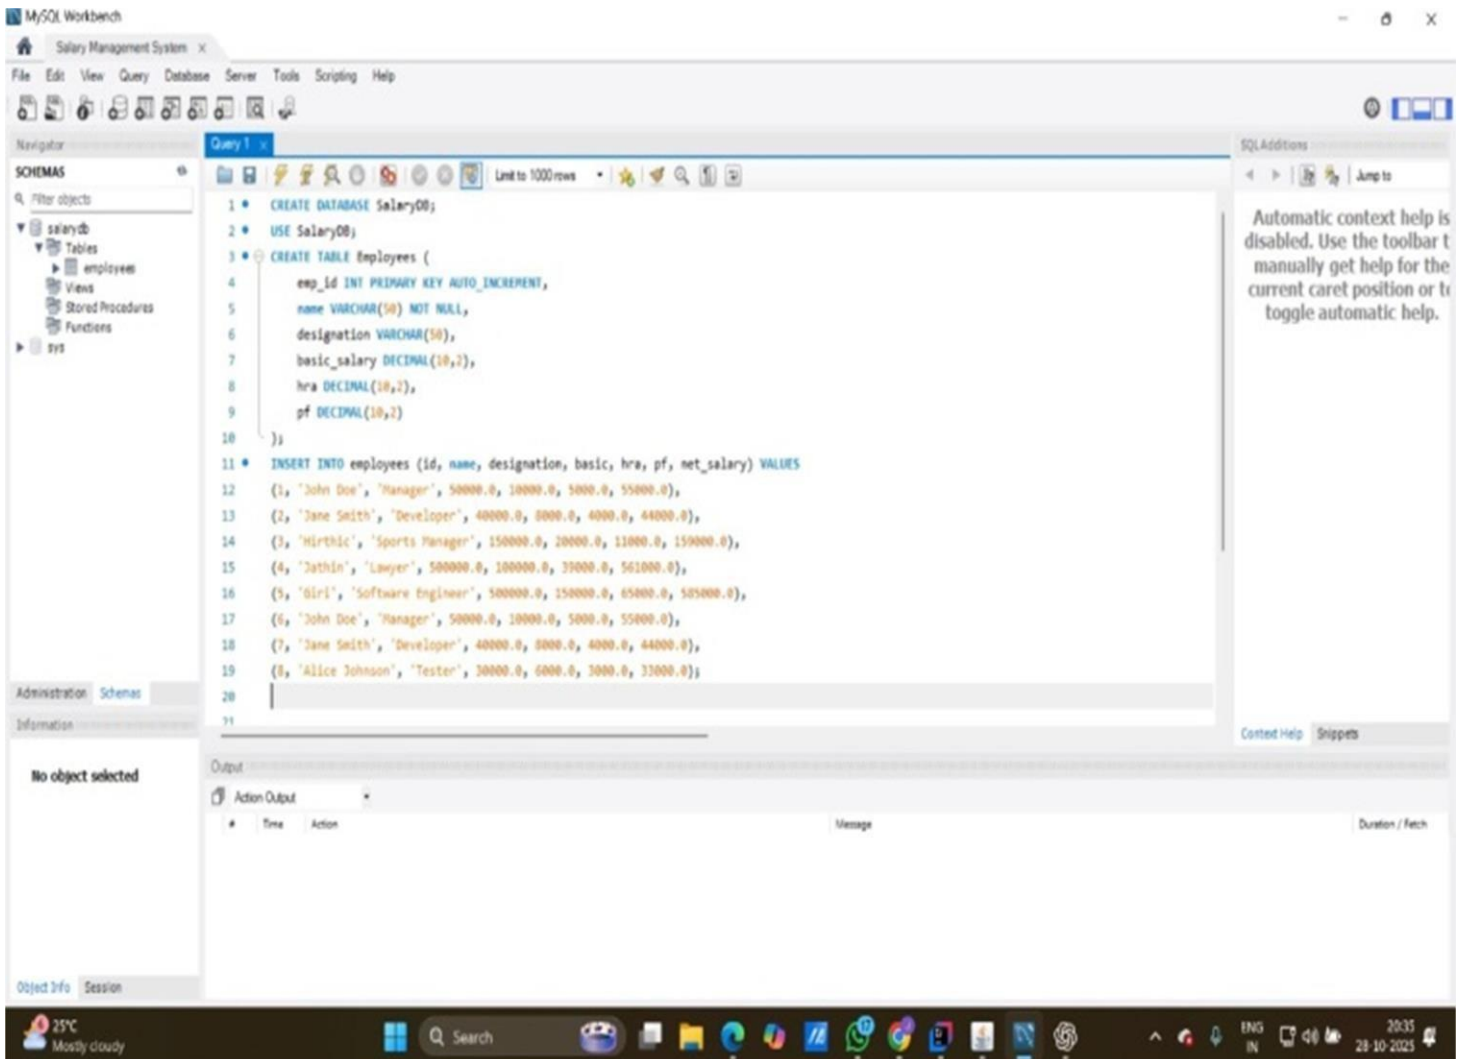 MySQL Workbench
Salary Management System
File Edit View Query Database Server Tools Scripting Help
Navigator
SCHEMAS
Filter objects
salarydb
Tables
employees
Views
Stored Procedures
Functions
sys
Administration Schemas
Information
No object selected
Object Info Session
Query 1
Limit to 1000 rows
1 CREATE DATABASE SalaryDB;
2 USE SalaryDB;
3 CREATE TABLE Employees (
4 emp_id INT PRIMARY KEY AUTO_INCREMENT,
5 name VARCHAR(50) NOT NULL,
6 designation VARCHAR(50),
7 basic_salary DECIMAL(10,2),
8 hra DECIMAL(10,2),
9 pf DECIMAL(10,2)
10 );
11 INSERT INTO employees (id, name, designation, basic, hra, pf, net_salary) VALUES
12 (1, 'John Doe', 'Manager', 50000.0, 10000.0, 5000.0, 55000.0),
13 (2, 'Jane Smith', 'Developer', 40000.0, 8000.0, 4000.0, 44000.0),
14 (3, 'Hirthic', 'Sports Manager', 150000.0, 20000.0, 11000.0, 159000.0),
15 (4, 'Jathin', 'Lawyer', 500000.0, 100000.0, 39000.0, 561000.0),
16 (5, 'Giri', 'Software Engineer', 500000.0, 150000.0, 65000.0, 585000.0),
17 (6, 'John Doe', 'Manager', 50000.0, 10000.0, 5000.0, 55000.0),
18 (7, 'Jane Smith', 'Developer', 40000.0, 8000.0, 4000.0, 44000.0),
19 (8, 'Alice Johnson', 'Tester', 30000.0, 6000.0, 3000.0, 33000.0);
20
21
Output
Action Output
# Time Action Message Duration / Fetch
SQLAdditions
Jump to
Automatic context help is
disabled. Use the toolbar t
manually get help for the
current caret position or to
toggle automatic help.
Context Help Snippets
25°C
Mostly cloudy
Search
ENG
IN
20:35
28-10-2025